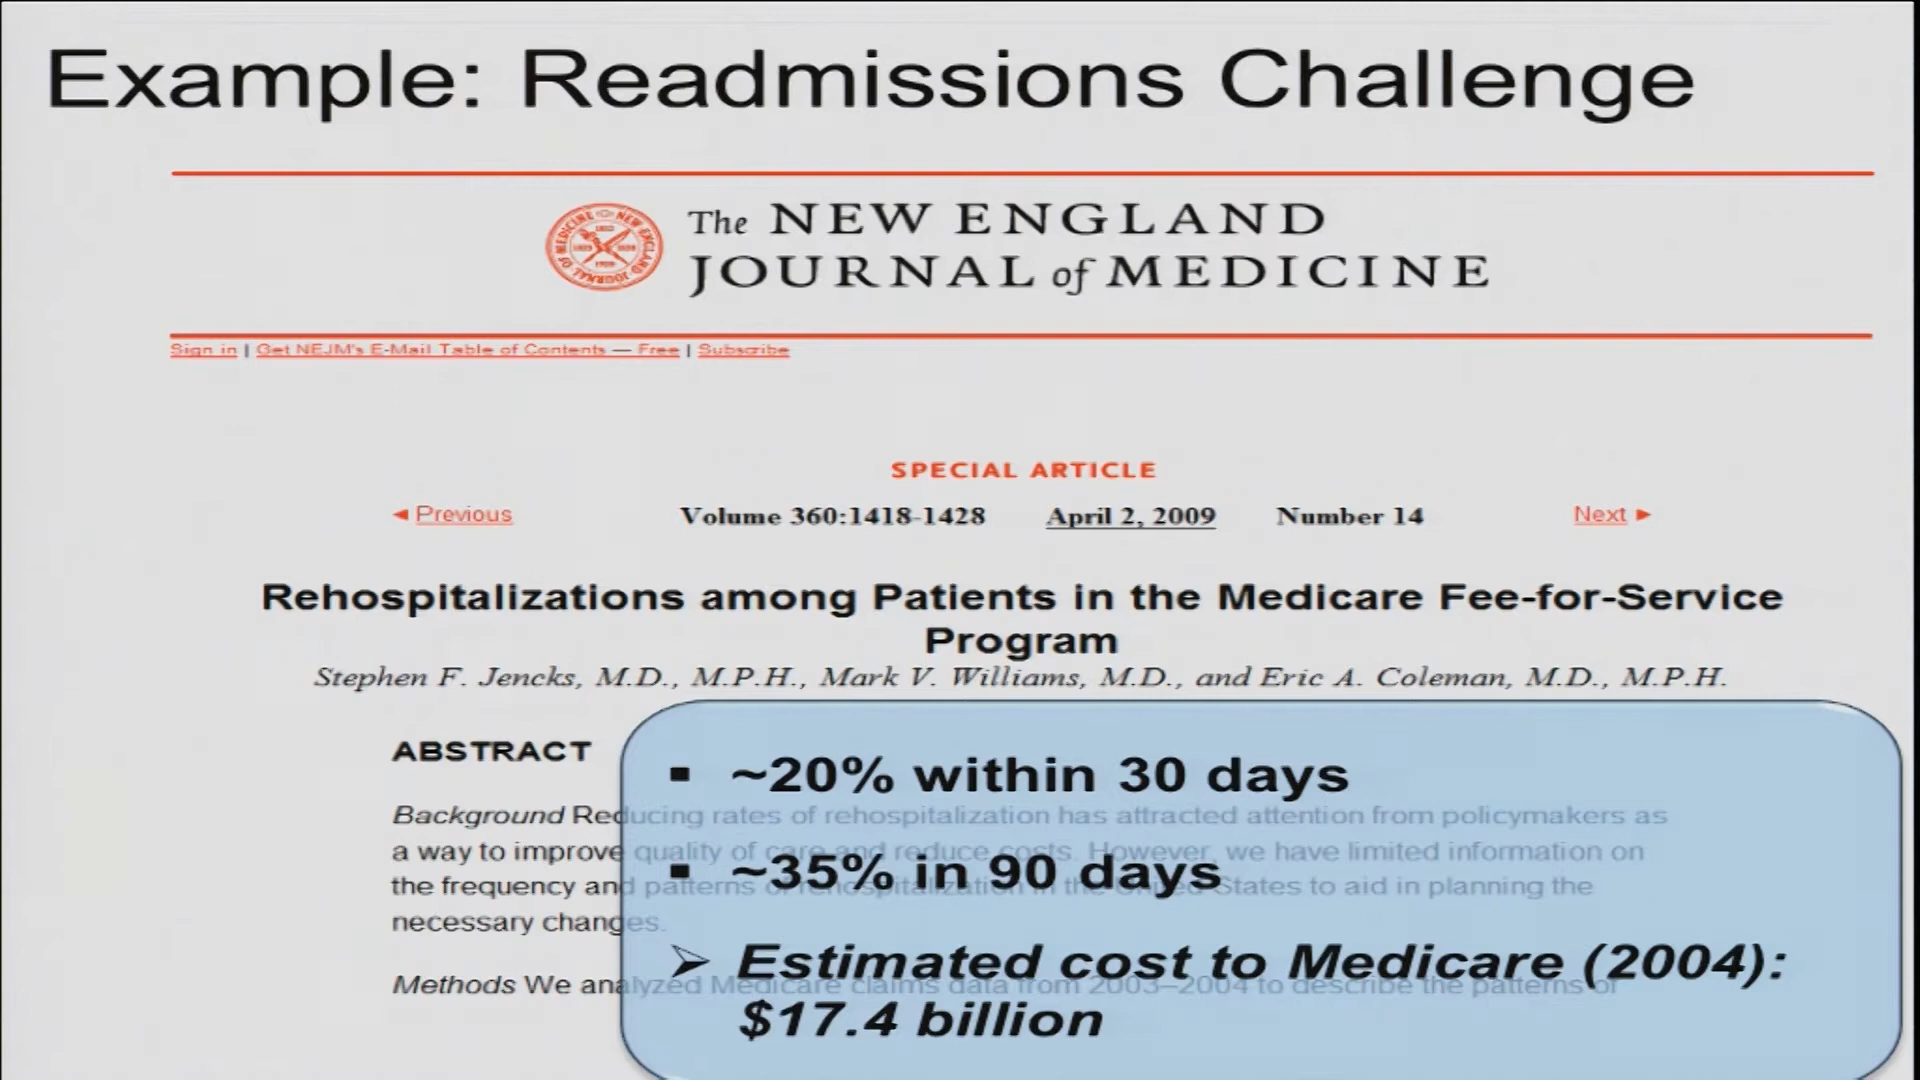 Example: Readmissions Challenge
The NEW ENGLAND
JOURNAL of MEDICINE
Sign in | Get NEJM's E-Mail Table of Contents — Free | Subscribe
SPECIAL ARTICLE
◄ Previous Volume 360:1418-1428 April 2, 2009 Number 14 Next ►
Rehospitalizations among Patients in the Medicare Fee-for-Service
Program
Stephen F. Jencks, M.D., M.P.H., Mark V. Williams, M.D., and Eric A. Coleman, M.D., M.P.H.
ABSTRACT
Background Reducing rates of rehospitalization has attracted attention from policymakers as
a way to improve quality of care and reduce costs. However, we have limited information on
the frequency and patterns of rehospitalization in the United States to aid in planning the
necessary changes.
Methods We analyzed Medicare claims data from 2003–2004 to describe the patterns of
▪ ~20% within 30 days
▪ ~35% in 90 days
➢ Estimated cost to Medicare (2004):
$17.4 billion